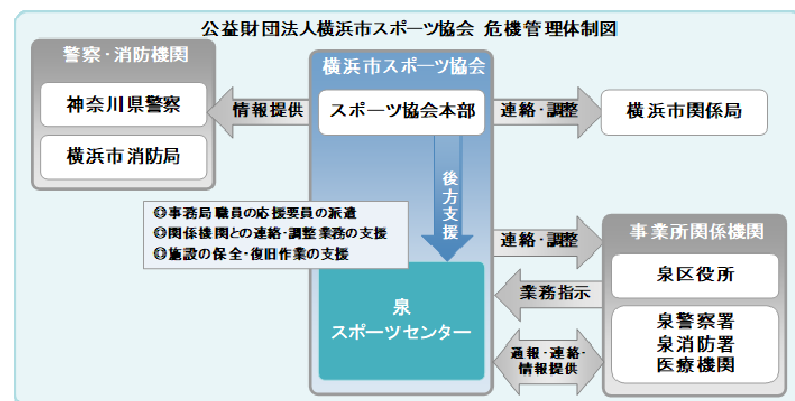 公益財団法人横浜市スポーツ協会 危機管理体制図
警察・消防機関
神奈川県警察
横浜市消防局
情報提供
横浜市スポーツ協会
スポーツ協会本部
連絡・調整
横浜市関係局
後方支援
◎事務局職員の応援要員の派遣
◎関係機関との連絡・調整業務の支援
◎施設の保全・復旧作業の支援
泉
スポーツセンター
連絡・調整
業務指示
通報・連絡・
情報提供
事業所関係機関
泉区役所
泉警察署
泉消防署
医療機関